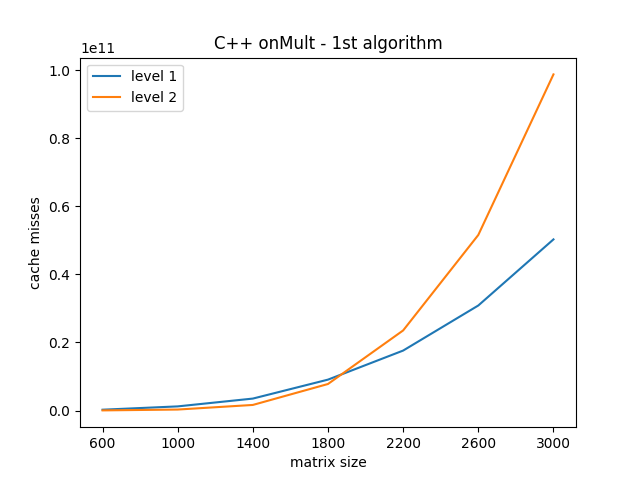 C++ onMult - 1st algorithm
1e11
level 1
level 2
1.0
0.8
0.6
0.4
0.2
0.0
cache misses
600 1000 1400 1800 2200 2600 3000
matrix size